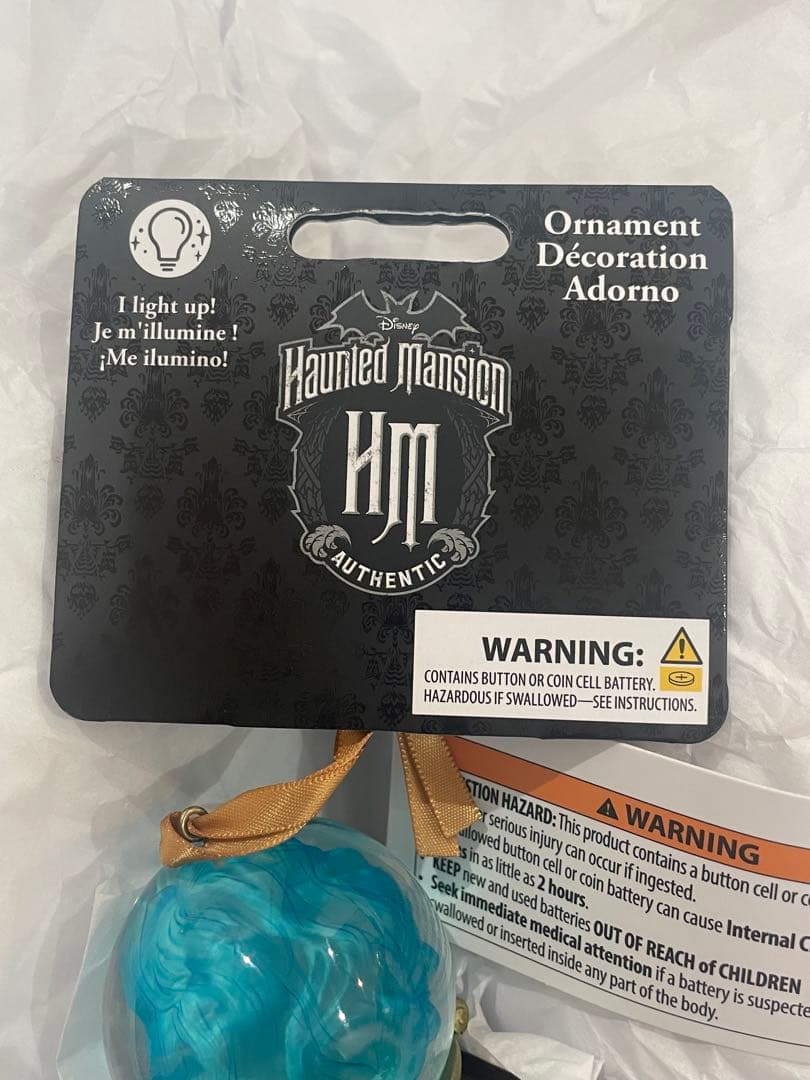 I light up!
Je m'illumine !
¡Me ilumino!
Ornament
Décoration
Adorno
Disney
Haunted Mansion
HM
AUTHENTIC
WARNING:
CONTAINS BUTTON OR COIN CELL BATTERY.
HAZARDOUS IF SWALLOWED—SEE INSTRUCTIONS.
WARNING
HAZARD: This product contains a button cell or
serious injury can occur if ingested.
button cell or coin battery can cause Internal
in as little as 2 hours.
KEEP new and used batteries OUT OF REACH of CHILDREN
Seek immediate medical attention if a battery is
or inserted inside any part of the body.